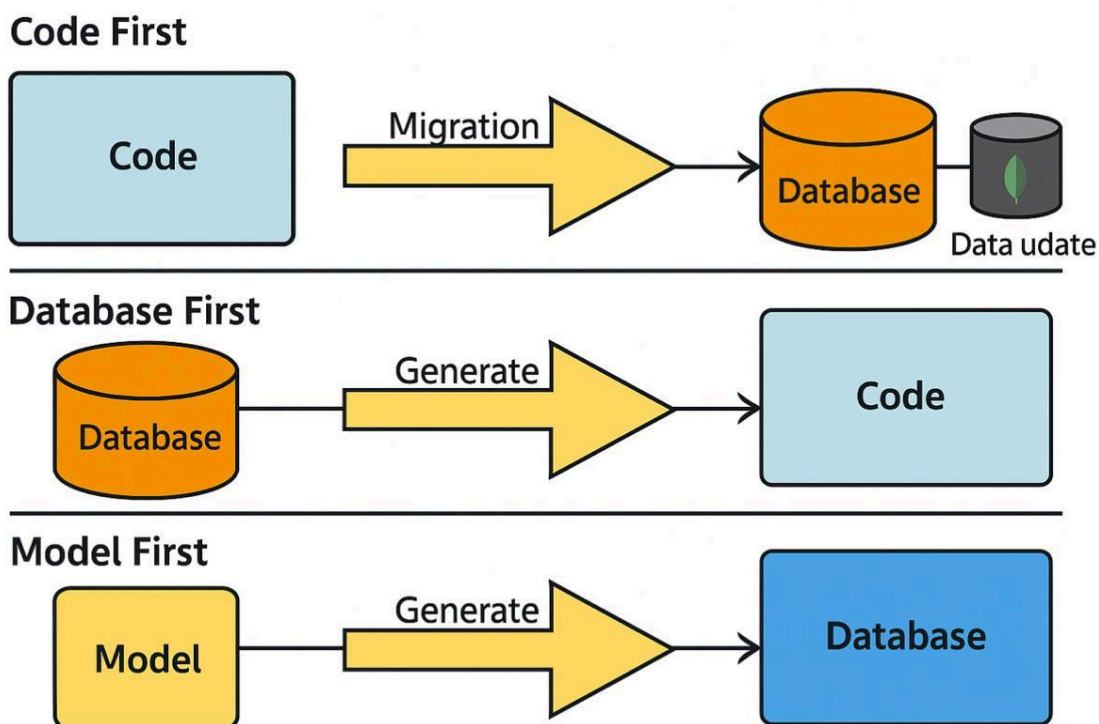 Code First
Code
Migration
Database
Data udate
Database First
Database
Generate
Code
Model First
Model
Generate
Database